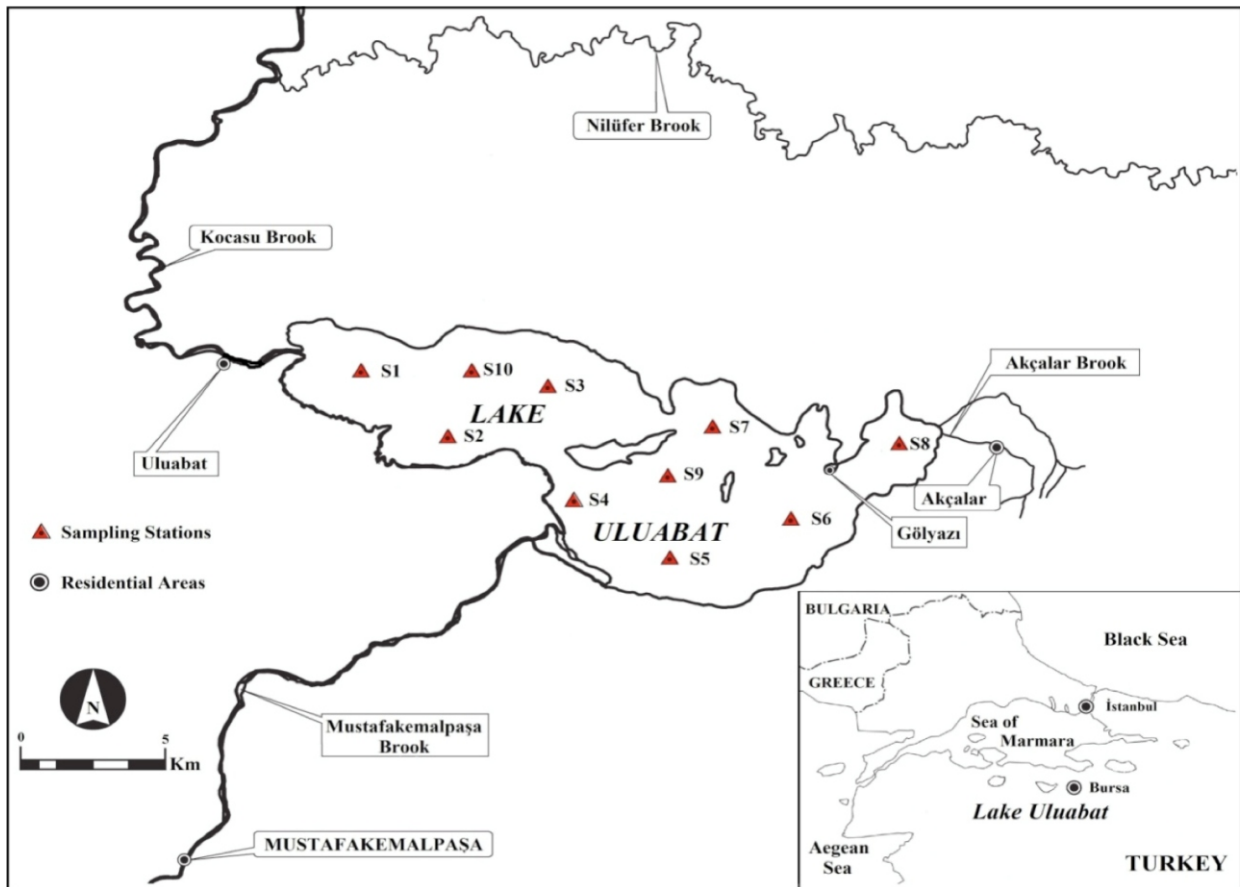 Nilüfer Brook
Kocasu Brook
S1
S10
S3
Akçalar Brook
LAKE
S2
S7
S8
Uluabat
S9
Akçalar
S4
S6
ULUABAT
Gölyazı
Sampling Stations
S5
Residential Areas
N
0
5
Km
Mustafakemalpaşa
Brook
MUSTAFAKEMALPAŞA
BULGARIA
Black Sea
GREECE
İstanbul
Sea of
Marmara
Bursa
Lake Uluabat
Aegean
Sea
TURKEY